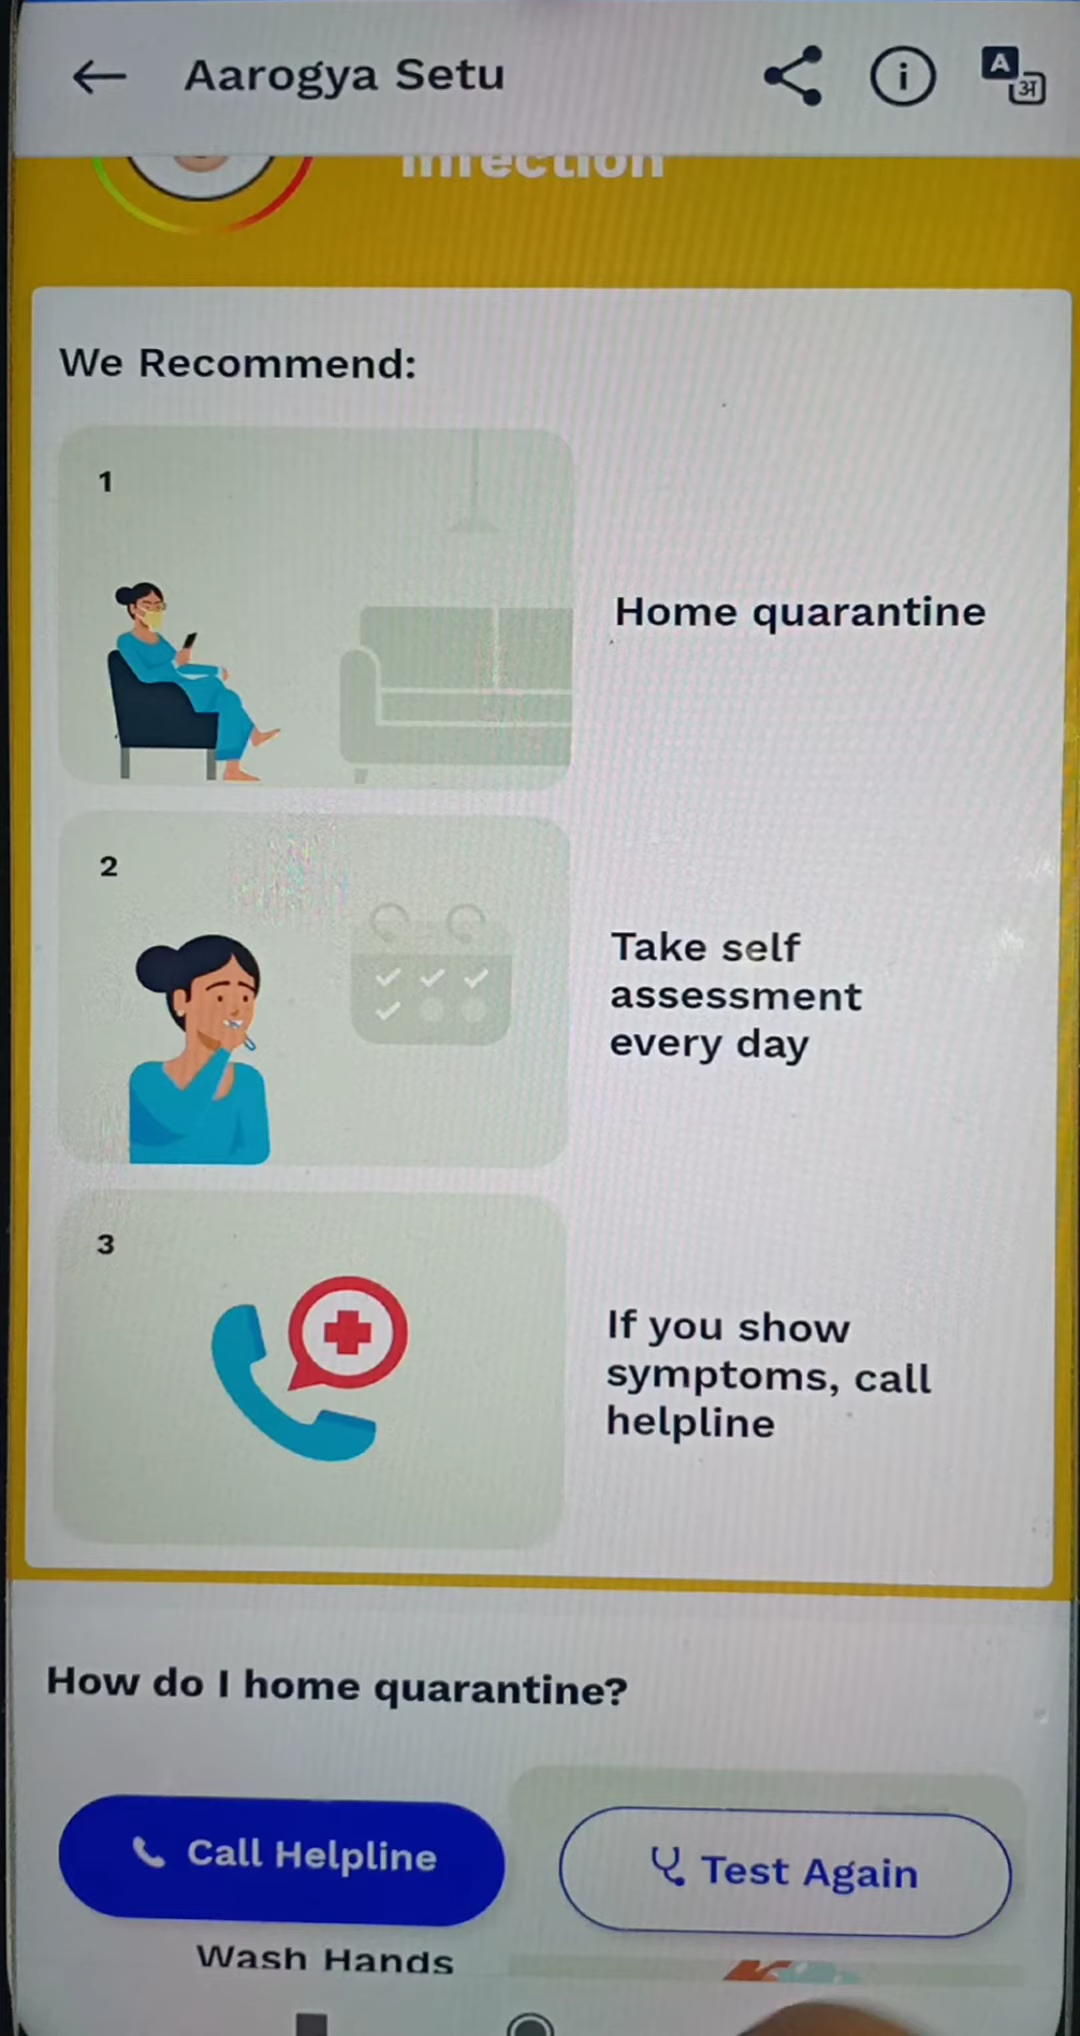 Aarogya Setu
A
अ
infection
We Recommend:
1
Home quarantine
2
Take self
assessment
every day
3
If you show
symptoms, call
helpline
How do I home quarantine?
Call Helpline
Test Again
Wash Hands